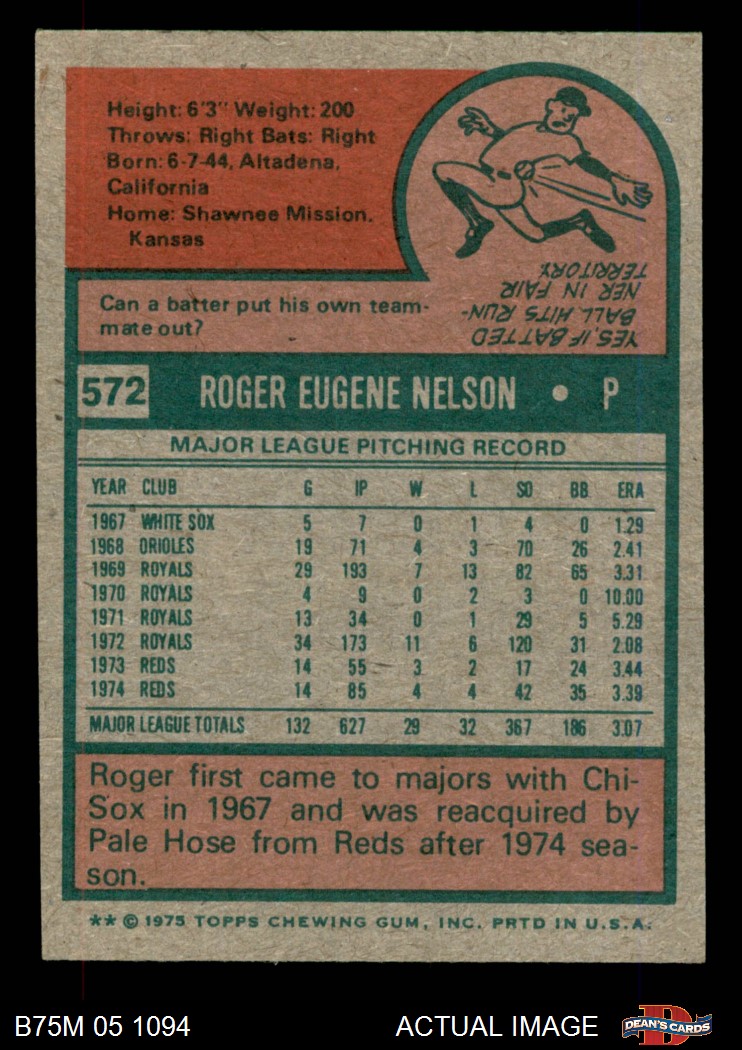 Height: 6'3" Weight: 200
Throws: Right Bats: Right
Born: 6-7-44, Altadena,
California
Home: Shawnee Mission,
Kansas
Can a batter put his own team-
mate out?
YES, IF BATTED
BALL HITS RUN-
NER IN FAIR
TERRITORY.
572 ROGER EUGENE NELSON • P
MAJOR LEAGUE PITCHING RECORD
YEAR CLUB G IP W L SO BB ERA
1967 WHITE SOX 5 7 0 1 4 0 1.29
1968 ORIOLES 19 71 4 3 70 26 2.41
1969 ROYALS 29 193 7 13 82 65 3.31
1970 ROYALS 4 9 0 2 3 0 10.00
1971 ROYALS 13 34 0 1 29 5 5.29
1972 ROYALS 34 173 11 6 120 31 2.08
1973 REDS 14 55 3 2 17 24 3.44
1974 REDS 14 85 4 4 42 35 3.39
MAJOR LEAGUE TOTALS 132 627 29 32 367 186 3.07
Roger first came to majors with Chi-
Sox in 1967 and was reacquired by
Pale Hose from Reds after 1974 sea-
son.
** © 1975 TOPPS CHEWING GUM, INC. PRTD IN U.S.A.
B75M 05 1094 ACTUAL IMAGE D DEAN'S CARDS